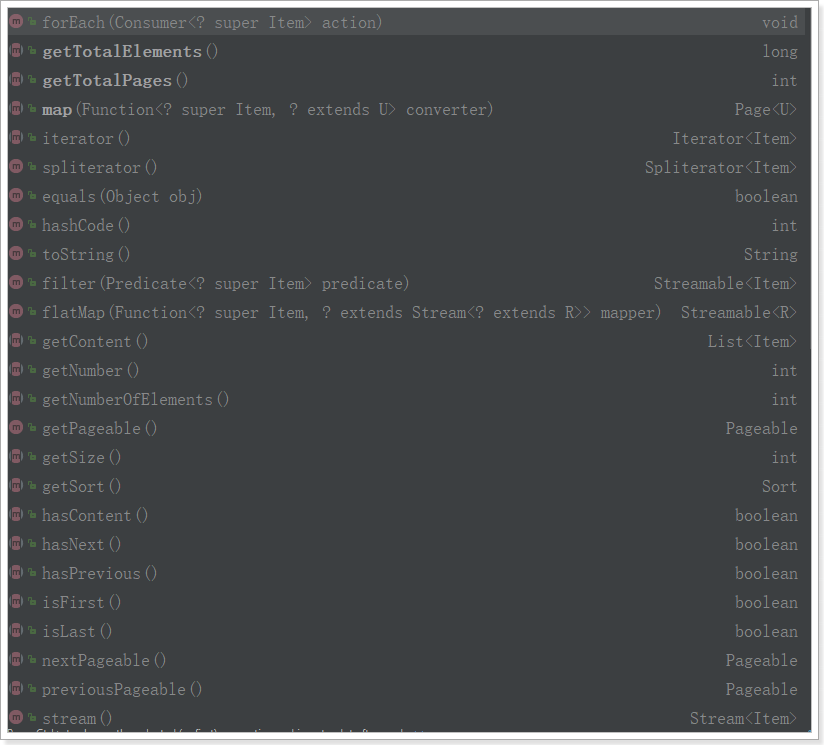 forEach(Consumer<? super Item> action) void
getTotalElements() long
getTotalPages() int
map(Function<? super Item, ? extends U> converter) Page<U>
iterator() Iterator<Item>
spliterator() Spliterator<Item>
equals(Object obj) boolean
hashCode() int
toString() String
filter(Predicate<? super Item> predicate) Streamable<Item>
flatMap(Function<? super Item, ? extends Stream<? extends R>> mapper) Streamable<R>
getContent() List<Item>
getNumber() int
getNumberOfElements() int
getPageable() Pageable
getSize() int
getSort() Sort
hasContent() boolean
hasNext() boolean
hasPrevious() boolean
isFirst() boolean
isLast() boolean
nextPageable() Pageable
previousPageable() Pageable
stream() Stream<Item>